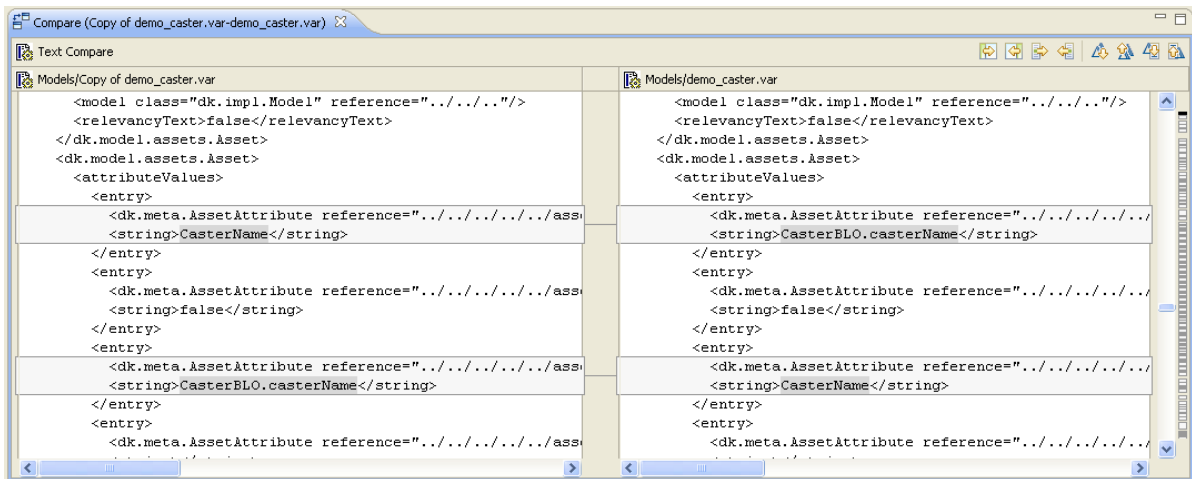 Compare (Copy of demo_caster.var-demo_caster.var)
Text Compare
Models/Copy of demo_caster.var
<model class="dk.impl.Model" reference="../../.."/>
<relevancyText>false</relevancyText>
</dk.model.assets.Asset>
<dk.model.assets.Asset>
<attributeValues>
<entry>
<dk.meta.AssetAttribute reference="../../../../../ass
<string>CasterName</string>
</entry>
<entry>
<dk.meta.AssetAttribute reference="../../../../../ass
<string>false</string>
</entry>
<entry>
<dk.meta.AssetAttribute reference="../../../../../ass
<string>CasterBLO.casterName</string>
</entry>
<entry>
<dk.meta.AssetAttribute reference="../../../../../ass
Models/demo_caster.var
<model class="dk.impl.Model" reference="../../.."/>
<relevancyText>false</relevancyText>
</dk.model.assets.Asset>
<dk.model.assets.Asset>
<attributeValues>
<entry>
<dk.meta.AssetAttribute reference="../../../../../
<string>CasterBLO.casterName</string>
</entry>
<entry>
<dk.meta.AssetAttribute reference="../../../../../
<string>false</string>
</entry>
<entry>
<dk.meta.AssetAttribute reference="../../../../../
<string>CasterName</string>
</entry>
<entry>
<dk.meta.AssetAttribute reference="../../../../../